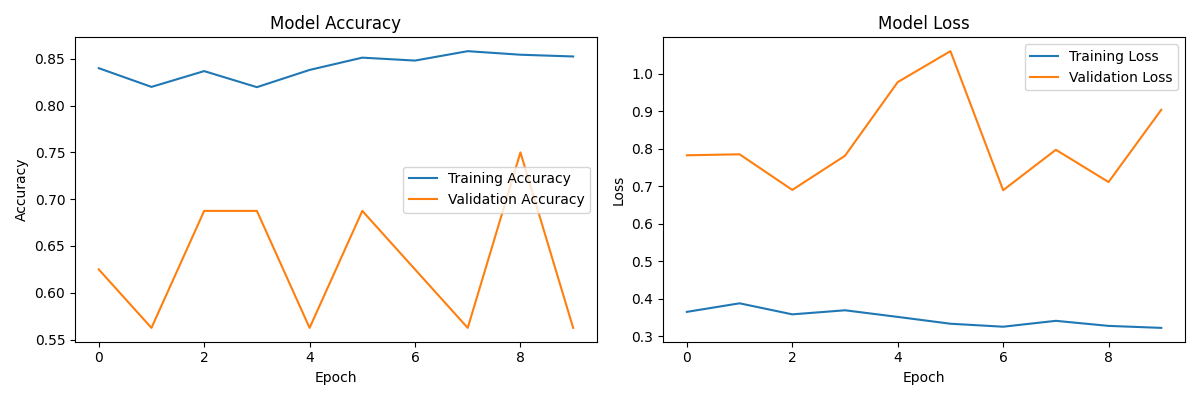 Model Accuracy
0.85
0.80
0.75
0.70
0.65
0.60
0.55
Accuracy
0
2
4
6
8
Epoch
Training Accuracy
Validation Accuracy
Model Loss
1.0
0.9
0.8
0.7
0.6
0.5
0.4
0.3
Loss
0
2
4
6
8
Epoch
Training Loss
Validation Loss